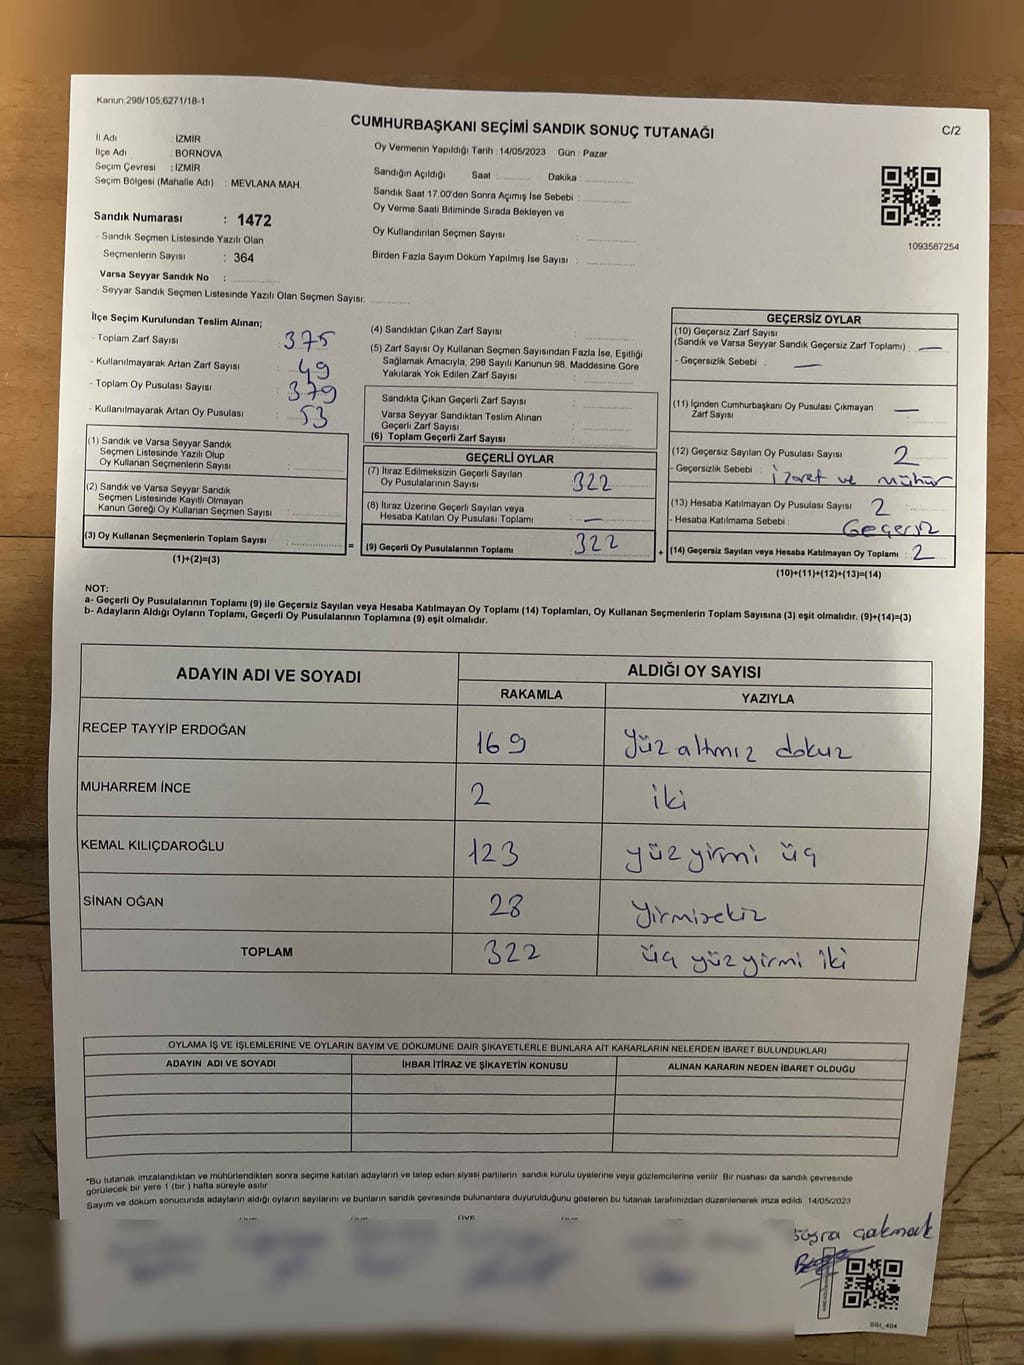 Kanun 298/105,6271/18-1
CUMHURBAŞKANI SEÇİMİ SANDIK SONUÇ TUTANAĞI
C/2
İl Adı : İZMİR
İlçe Adı : BORNOVA
Seçim Çevresi : İZMİR
Seçim Bölgesi (Mahalle Adı) : MEVLANA MAH.
Sandık Numarası : 1472
- Sandık Seçmen Listesinde Yazılı Olan
Seçmenlerin Sayısı : 364
Varsa Seyyar Sandık No :
- Seyyar Sandık Seçmen Listesinde Yazılı Olan Seçmen Sayısı:
Oy Vermenin Yapıldığı Tarih : 14/05/2023 Gün : Pazar
Sandığın Açıldığı Saat : Dakika :
Sandık Saat 17.00'den Sonra Açımış İse Sebebi :
Oy Verme Saati Bitiminde Sırada Bekleyen ve
Oy Kullandırılan Seçmen Sayısı :
Birden Fazla Sayım Döküm Yapılmış İse Sayısı :
1093587254
İlçe Seçim Kurulundan Teslim Alınan;
- Toplam Zarf Sayısı : 375
- Kullanılmayarak Artan Zarf Sayısı : 49
- Toplam Oy Pusulası Sayısı : 379
- Kullanılmayarak Artan Oy Pusulası : 53
(1) Sandık ve Varsa Seyyar Sandık
Seçmen Listesinde Yazılı Olup
Oy Kullanan Seçmenlerin Sayısı :
(2) Sandık ve Varsa Seyyar Sandık
Seçmen Listesinde Kayıtlı Olmayan
Kanun Gereği Oy Kullanan Seçmen Sayısı :
(3) Oy Kullanan Seçmenlerin Toplam Sayısı :
(1)+(2)=(3)
(4) Sandıktan Çıkan Zarf Sayısı :
(5) Zarf Sayısı Oy Kullanan Seçmen Sayısından Fazla İse, Eşitliği
Sağlamak Amacıyla, 298 Sayılı Kanunun 98. Maddesine Göre
Yakılarak Yok Edilen Zarf Sayısı :
Sandıkta Çıkan Geçerli Zarf Sayısı :
Varsa Seyyar Sandıktan Teslim Alınan
Geçerli Zarf Sayısı :
(6) Toplam Geçerli Zarf Sayısı :
=
GEÇERLİ OYLAR
(7) İtiraz Edilmeksizin Geçerli Sayılan
Oy Pusulalarının Sayısı : 322
(8) İtiraz Üzerine Geçerli Sayılan veya
Hesaba Katılan Oy Pusulası Toplamı : —
(9) Geçerli Oy Pusulalarının Toplamı : 322
+
GEÇERSİZ OYLAR
(10) Geçersiz Zarf Sayısı
(Sandık ve Varsa Seyyar Sandık Geçersiz Zarf Toplamı) : —
- Geçersizlik Sebebi : —
(11) İçinden Cumhurbaşkanı Oy Pusulası Çıkmayan
Zarf Sayısı : —
(12) Geçersiz Sayılan Oy Pusulası Sayısı : 2
- Geçersizlik Sebebi : izaret ve mühür
(13) Hesaba Katılmayan Oy Pusulası Sayısı : 2
- Hesaba Katılmama Sebebi : Geçersiz
(14) Geçersiz Sayılan veya Hesaba Katılmayan Oy Toplamı : 2
(10)+(11)+(12)+(13)=(14)
NOT:
a- Geçerli Oy Pusulalarının Toplamı (9) ile Geçersiz Sayılan veya Hesaba Katılmayan Oy Toplamı (14) Toplamları, Oy Kullanan Seçmenlerin Toplam Sayısına (3) eşit olmalıdır. (9)+(14)=(3)
b- Adayların Aldığı Oyların Toplamı, Geçerli Oy Pusulalarının Toplamına (9) eşit olmalıdır.
ADAYIN ADI VE SOYADI
ALDIĞI OY SAYISI
RAKAMLA YAZIYLA
RECEP TAYYİP ERDOĞAN 169 yüz altmız dokuz
MUHARREM İNCE 2 iki
KEMAL KILIÇDAROĞLU 123 yüz yirmi üç
SİNAN OĞAN 28 yirmisekiz
TOPLAM 322 üç yüz yirmi iki
OYLAMA İŞ VE İŞLEMLERİNE VE OYLARIN SAYIM VE DÖKÜMÜNE DAİR ŞİKAYETLERLE BUNLARA AİT KARARLARIN NELERDEN İBARET BULUNDUKLARI
ADAYIN ADI VE SOYADI İHBAR İTİRAZ VE ŞİKAYETİN KONUSU ALINAN KARARIN NEDEN İBARET OLDUĞU
*Bu tutanak imzalandıktan ve mühürlendikten sonra seçime katılan adayların ve talep eden siyasi partilerin sandık kurulu üyelerine veya gözlemcilerine verilir. Bir nüshası da sandık çevresinde
görülecek bir yere 1 (bir ) hafta süreyle asılır.
Sayım ve döküm sonucunda adayların aldığı oyların sayılarını ve bunların sandık çevresinde bulunanlara duyurulduğunu gösteren bu tutanak tarafımızdan düzenlenerek imza edildi. 14/05/2023
çakmak
SSI_404